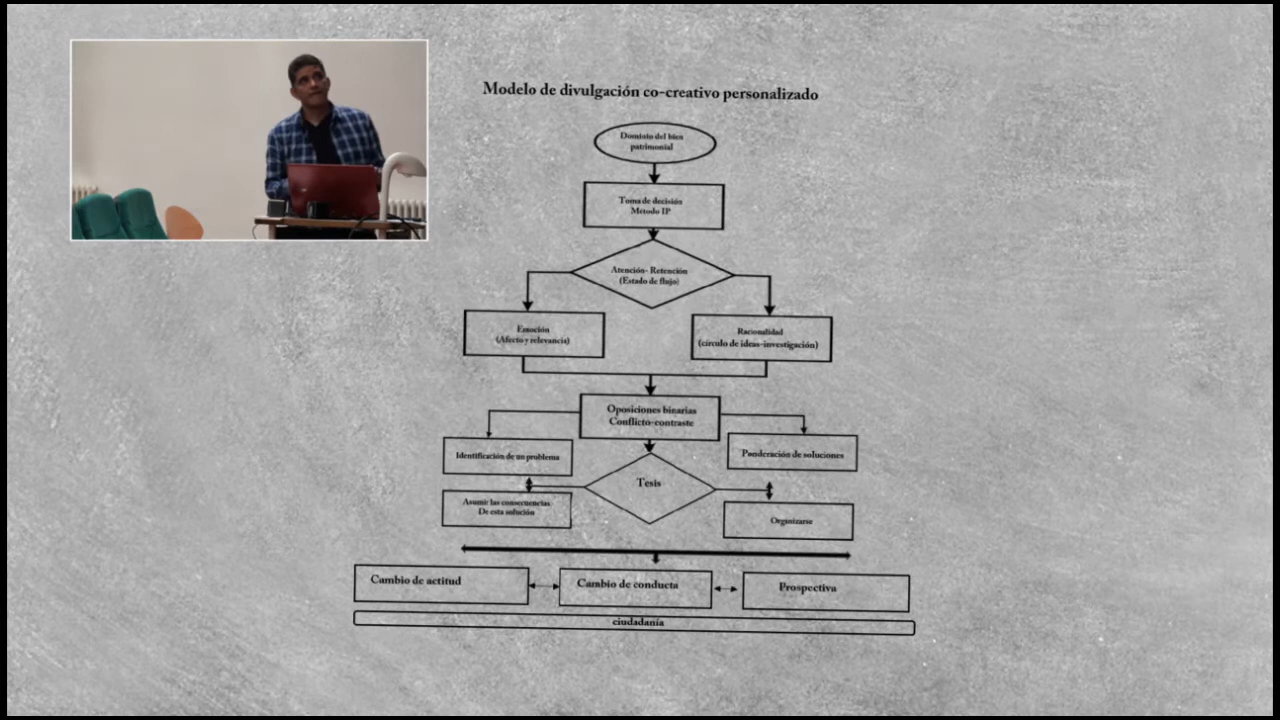 Modelo de divulgación co-creativo personalizado
Dominio del bien
patrimonial
Toma de decisión
Metodo IP
Atención- Retención
(Estado de flujo)
Emoción
(Afecto y relevancia)
Racionalidad
(círculo de ideas-investigación)
Oposiciones binarias
Conflicto-contraste
Identificación de un problema
Ponderación de soluciones
Tesis
Asumir las consecuencias
De esta solución
Organizarse
Cambio de actitud
Cambio de conducta
Prospectiva
ciudadanía